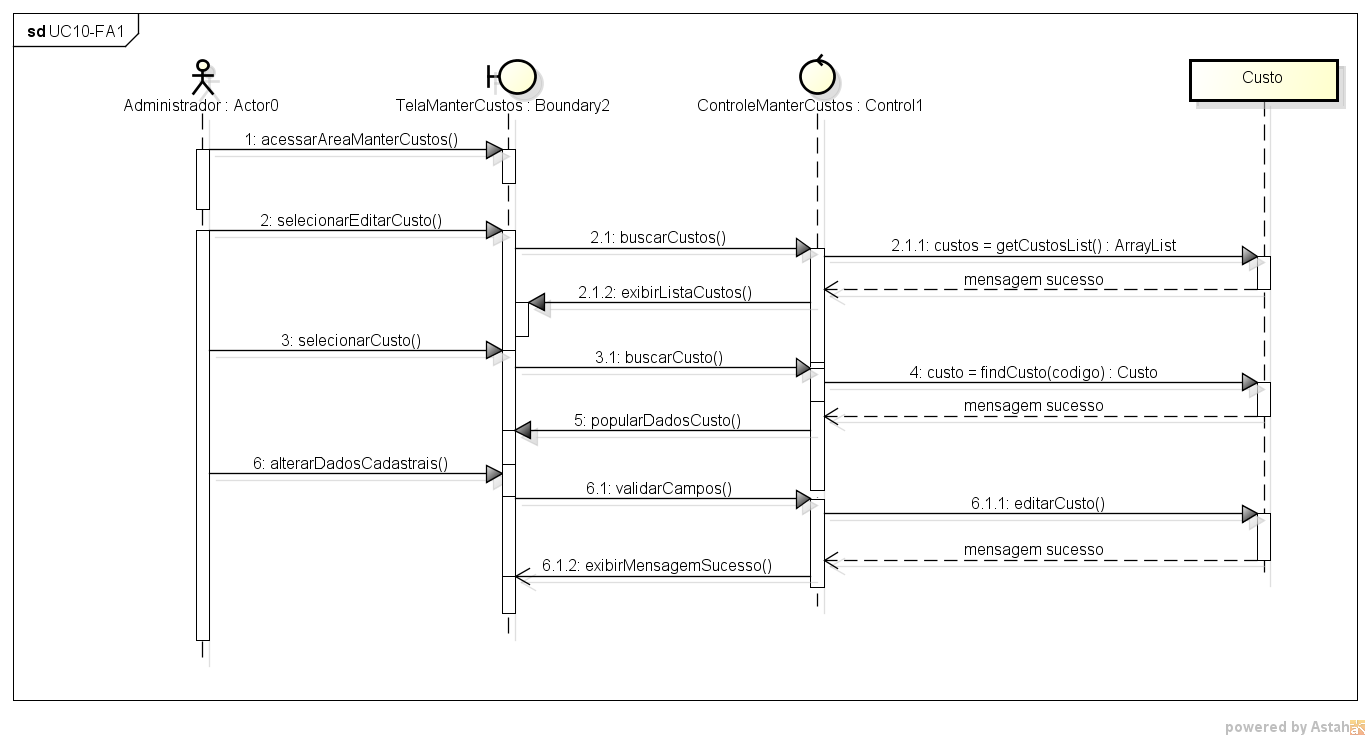 sd UC10-FA1
Administrador : Actor0
TelaManterCustos : Boundary2
ControleManterCustos : Control1
Custo
1: acessarAreaManterCustos()
2: selecionarEditarCusto()
2.1: buscarCustos()
2.1.1: custos = getCustosList() : ArrayList
mensagem sucesso
2.1.2: exibirListaCustos()
3: selecionarCusto()
3.1: buscarCusto()
4: custo = findCusto(codigo) : Custo
mensagem sucesso
5: popularDadosCusto()
6: alterarDadosCadastrais()
6.1: validarCampos()
6.1.1: editarCusto()
mensagem sucesso
6.1.2: exibirMensagemSucesso()
powered by Astah